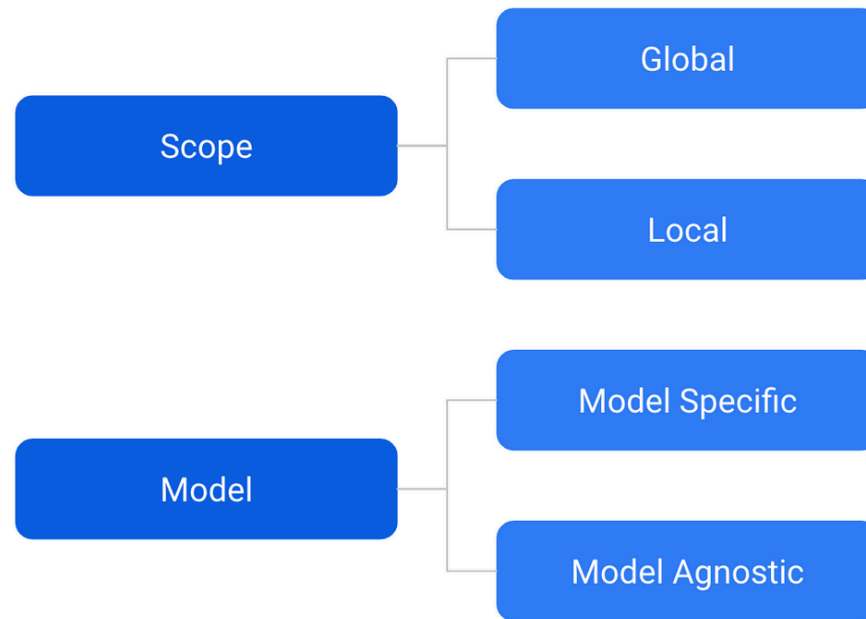 Scope
Global
Local
Model
Model Specific
Model Agnostic